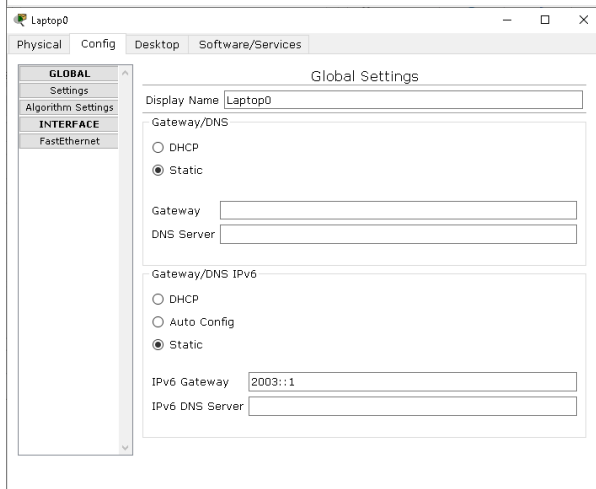 Laptop0
Physical Config Desktop Software/Services
GLOBAL
Settings
Algorithm Settings
INTERFACE
FastEthernet
Global Settings
Display Name Laptop0
Gateway/DNS
DHCP
Static
Gateway
DNS Server
Gateway/DNS IPv6
DHCP
Auto Config
Static
IPv6 Gateway 2003::1
IPv6 DNS Server